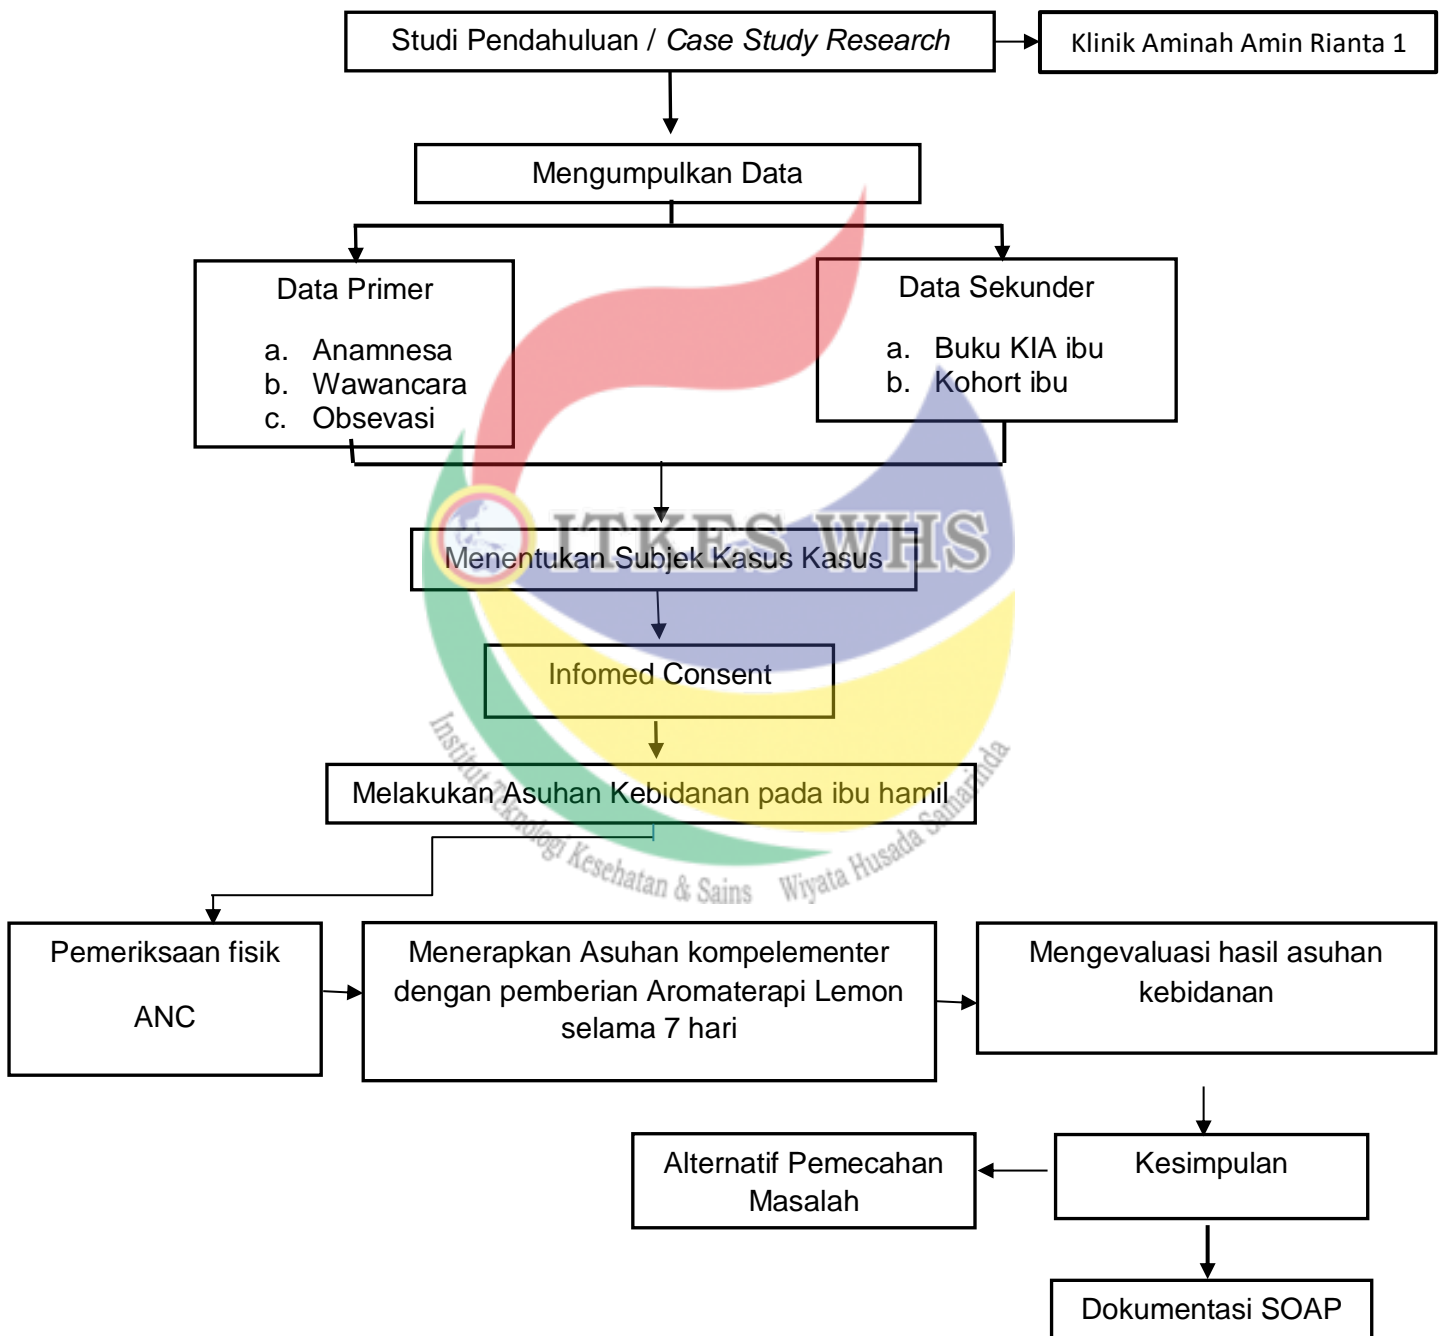 Studi Pendahuluan / Case Study Research
Klinik Aminah Amin Rianta 1
Mengumpulkan Data
Data Primer
a. Anamnesa
b. Wawancara
c. Obsevasi
Data Sekunder
a. Buku KIA ibu
b. Kohort ibu
ITKES WHS
Menentukan Subjek Kasus Kasus
Infomed Consent
Melakukan Asuhan Kebidanan pada ibu hamil
Institut Teknologi Kesehatan & Sains Wiyata Husada Samarinda
Pemeriksaan fisik
ANC
Menerapkan Asuhan kompelementer
dengan pemberian Aromaterapi Lemon
selama 7 hari
Mengevaluasi hasil asuhan
kebidanan
Alternatif Pemecahan
Masalah
Kesimpulan
Dokumentasi SOAP